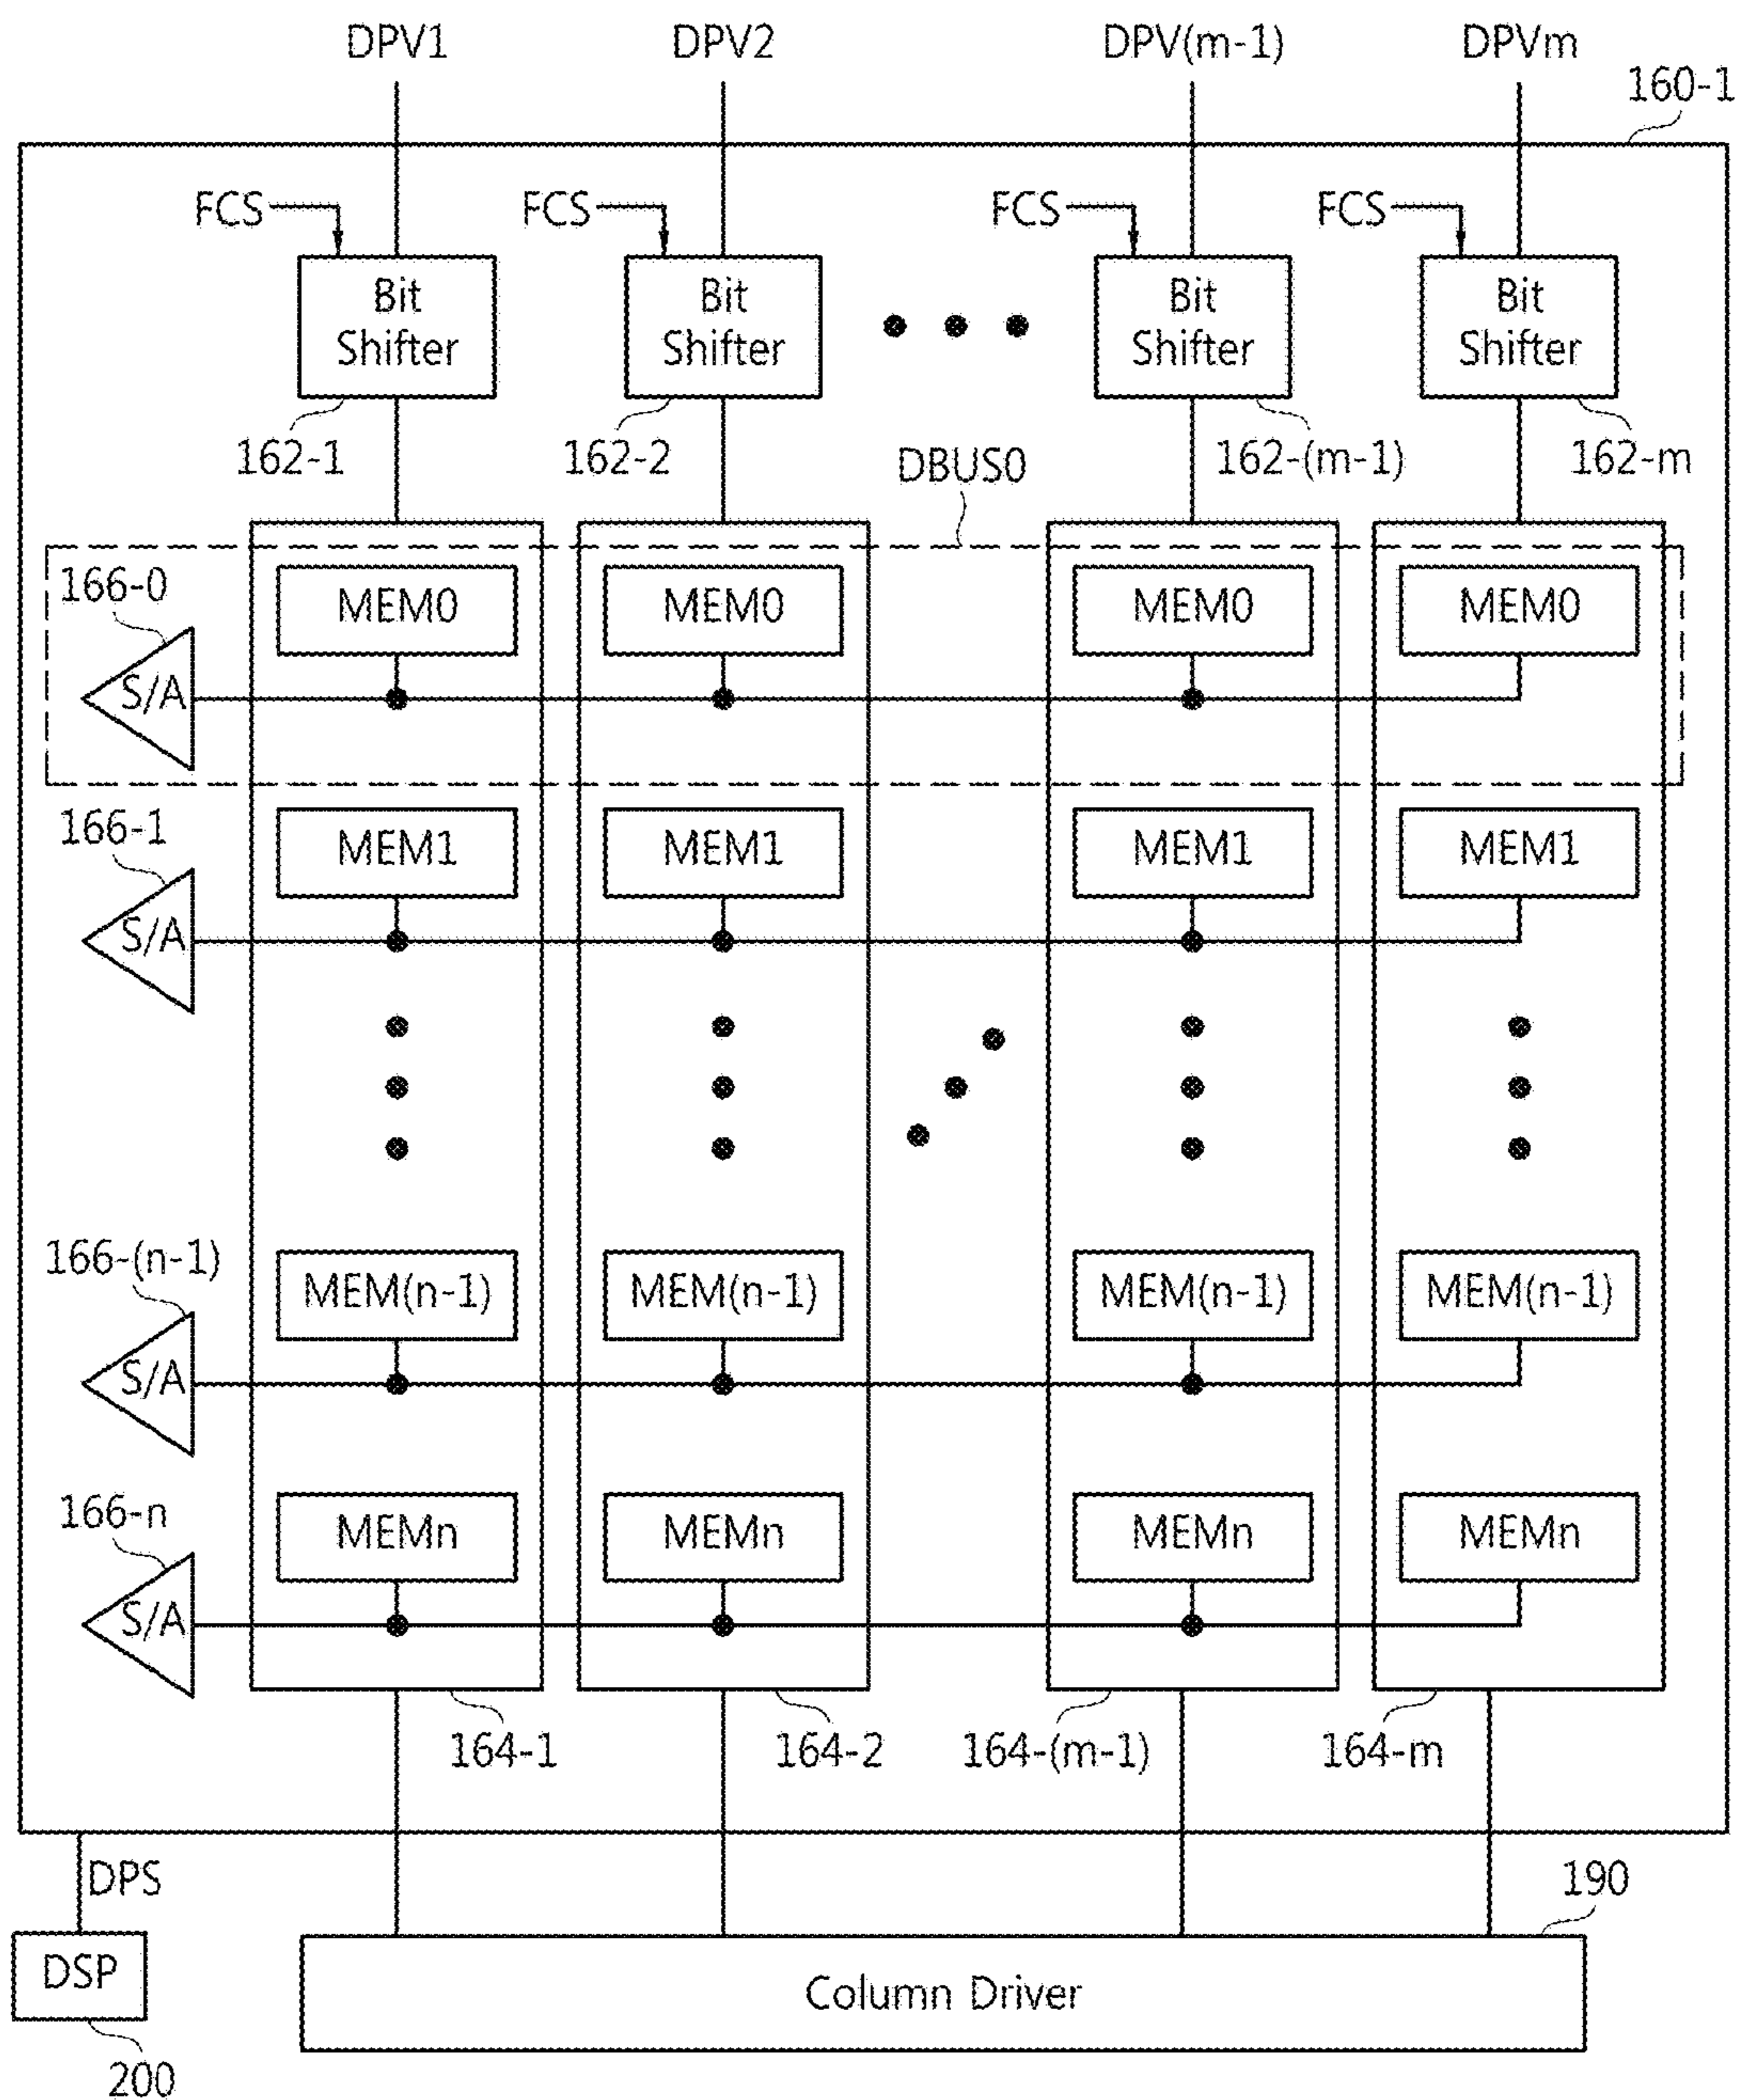 DPV1 DPV2 DPV(m-1) DPVm
160-1
FCS FCS FCS FCS
Bit Shifter Bit Shifter Bit Shifter Bit Shifter
162-1 162-2 162-(m-1) 162-m
DBUS0
166-0 MEM0 MEM0 MEM0 MEM0
S/A
166-1 MEM1 MEM1 MEM1 MEM1
S/A
166-(n-1) MEM(n-1) MEM(n-1) MEM(n-1) MEM(n-1)
S/A
166-n MEMn MEMn MEMn MEMn
S/A
164-1 164-2 164-(m-1) 164-m
DPS
190
DSP Column Driver
200